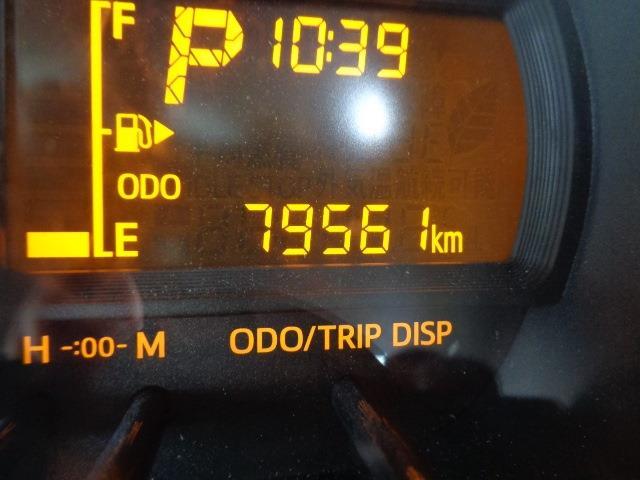 F P 10:39
ODO
E 79561km
H -:00- M ODO/TRIP DISP